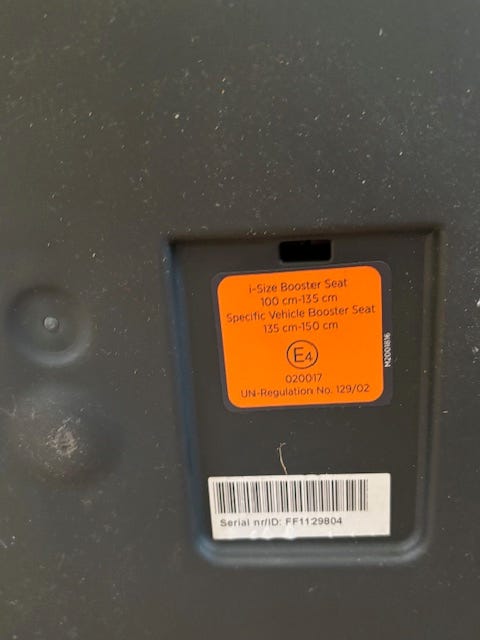 i-Size Booster Seat
100 cm-135 cm
Specific Vehicle Booster Seat
135 cm-150 cm
E4
020017
UN-Regulation No. 129/02
M2001616
Serial nr/ID: FF1129804